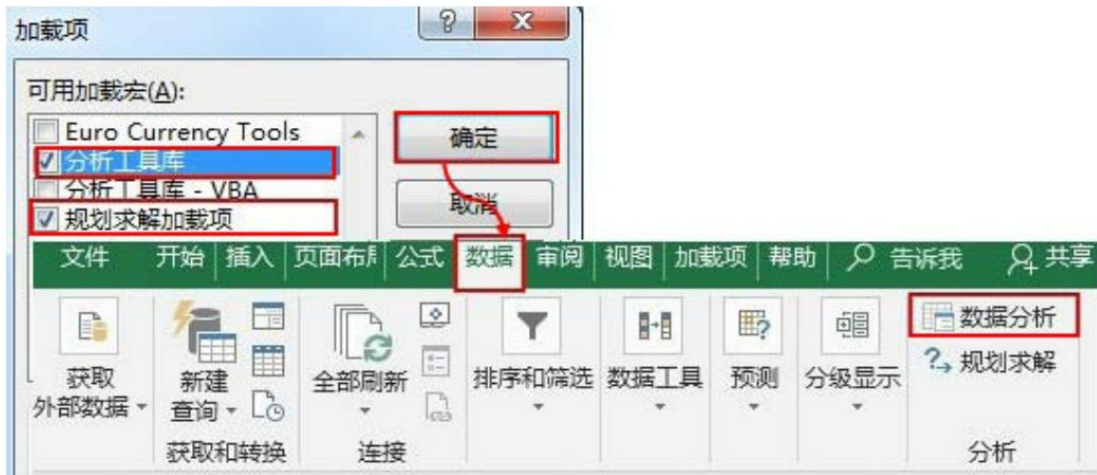 加载项
可用加载宏(A):
Euro Currency Tools
分析工具库
分析工具库 - VBA
规划求解加载项
确定
取消
文件 开始 插入 页面布局 公式 数据 审阅 视图 加载项 帮助 告诉我 共享
获取
外部数据
新建
查询
全部刷新
排序和筛选
数据工具
预测
分级显示
数据分析
规划求解
获取和转换
连接
分析